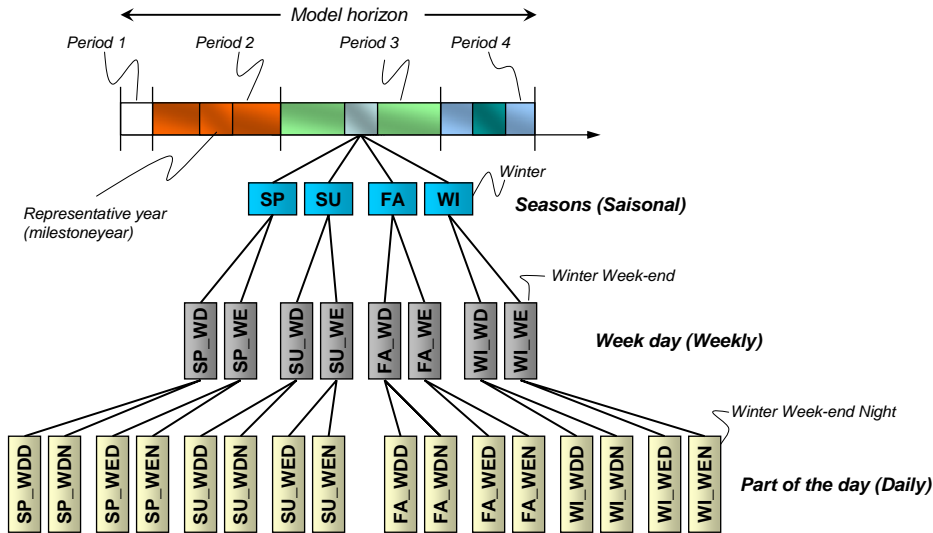 Model horizon
Period 1
Period 2
Period 3
Period 4
SP
SU
FA
WI
Winter
Seasons (Saisonal)
Representative year
(milestoneyear)
Winter Week-end
SP_WD
SP_WE
SU_WD
SU_WE
FA_WD
FA_WE
WI_WD
WI_WE
Week day (Weekly)
Winter Week-end Night
SP_WDD
SP_WDN
SP_WED
SP_WEN
SU_WDD
SU_WDN
SU_WED
SU_WEN
FA_WDD
FA_WDN
FA_WED
FA_WEN
WI_WDD
WI_WDN
WI_WED
WI_WEN
Part of the day (Daily)